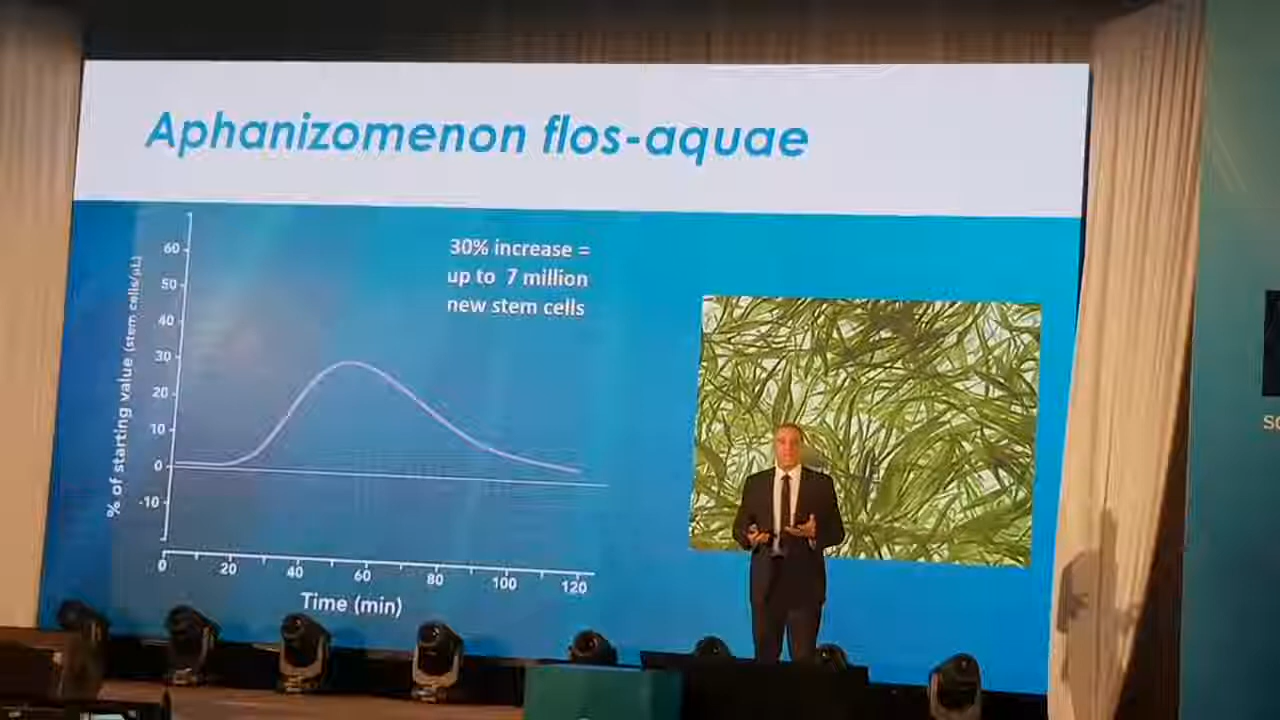 Aphanizomenon flos-aquae
30% increase =
up to 7 million
new stem cells
% of starting value (stem cells/µL)
60
50
40
30
20
10
0
-10
0
20
40
60
80
100
120
Time (min)